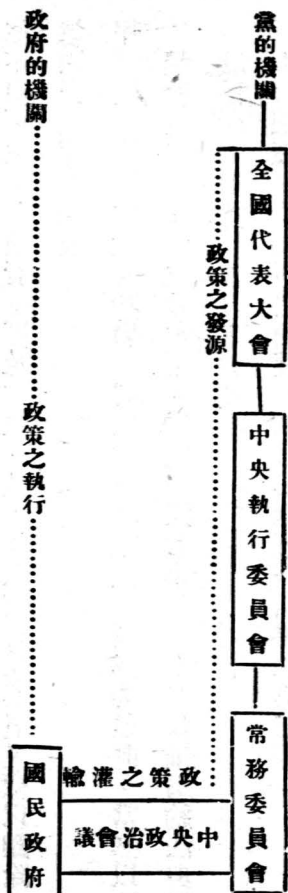 黨的機關
全國代表大會
中央執行委員會
常務委員會
政策之發源
政策之灌輸
中央政治會議
政府的機關
政策之執行
國民政府